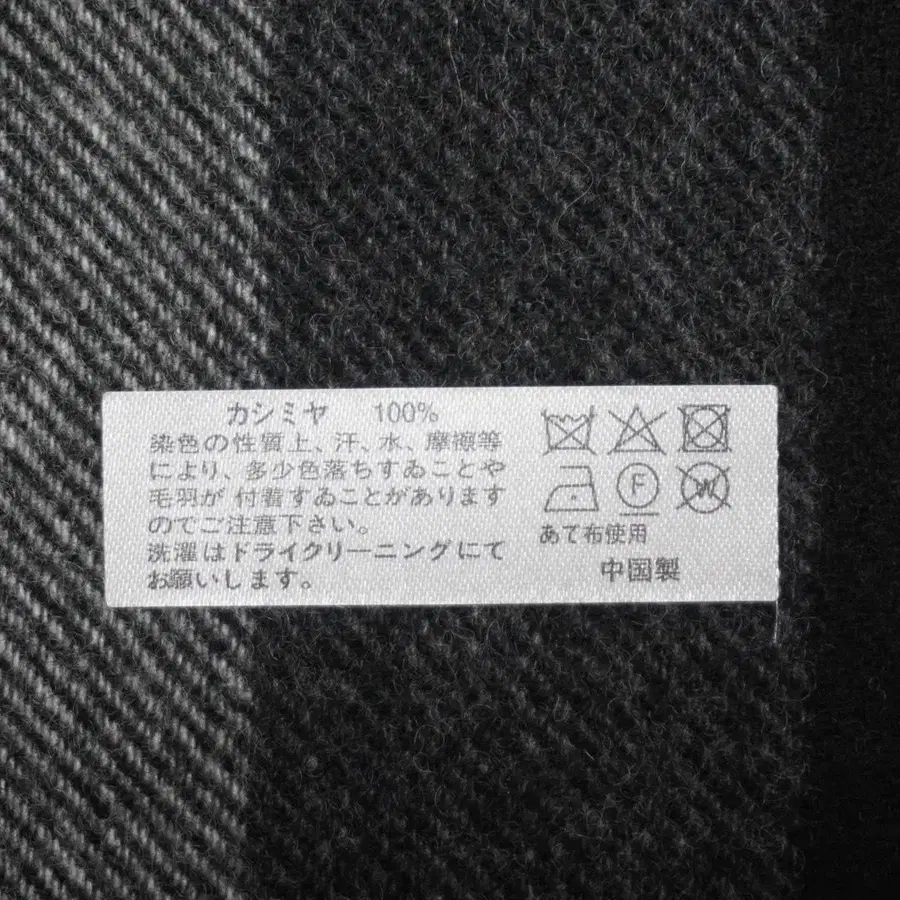 カシミヤ 100%
染色の性質上、汗、水、摩擦等
により、多少色落ちすゐことや
毛羽が 付着すゐことがあります
のでご注意下さい。
洗濯はドライクリーニングにて
お願いします。
F
W
あて布使用
中国製